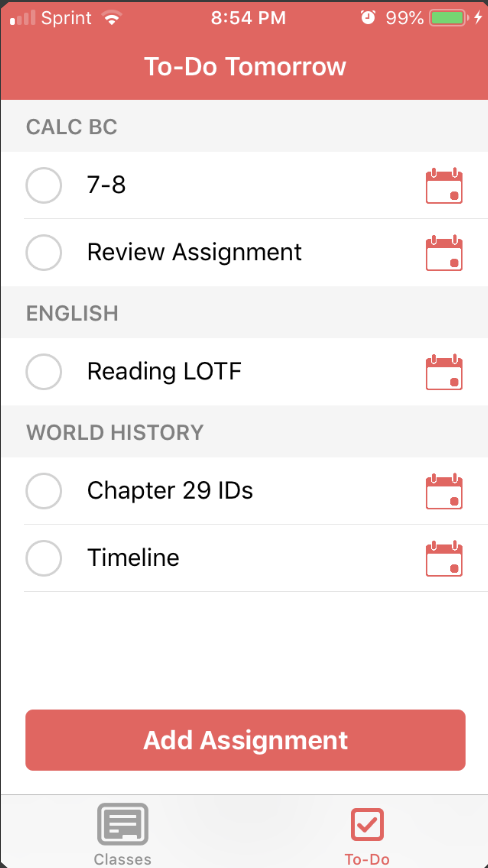 Sprint 8:54 PM 99%
To-Do Tomorrow
CALC BC
7-8
Review Assignment
ENGLISH
Reading LOTF
WORLD HISTORY
Chapter 29 IDs
Timeline
Add Assignment
Classes To-Do